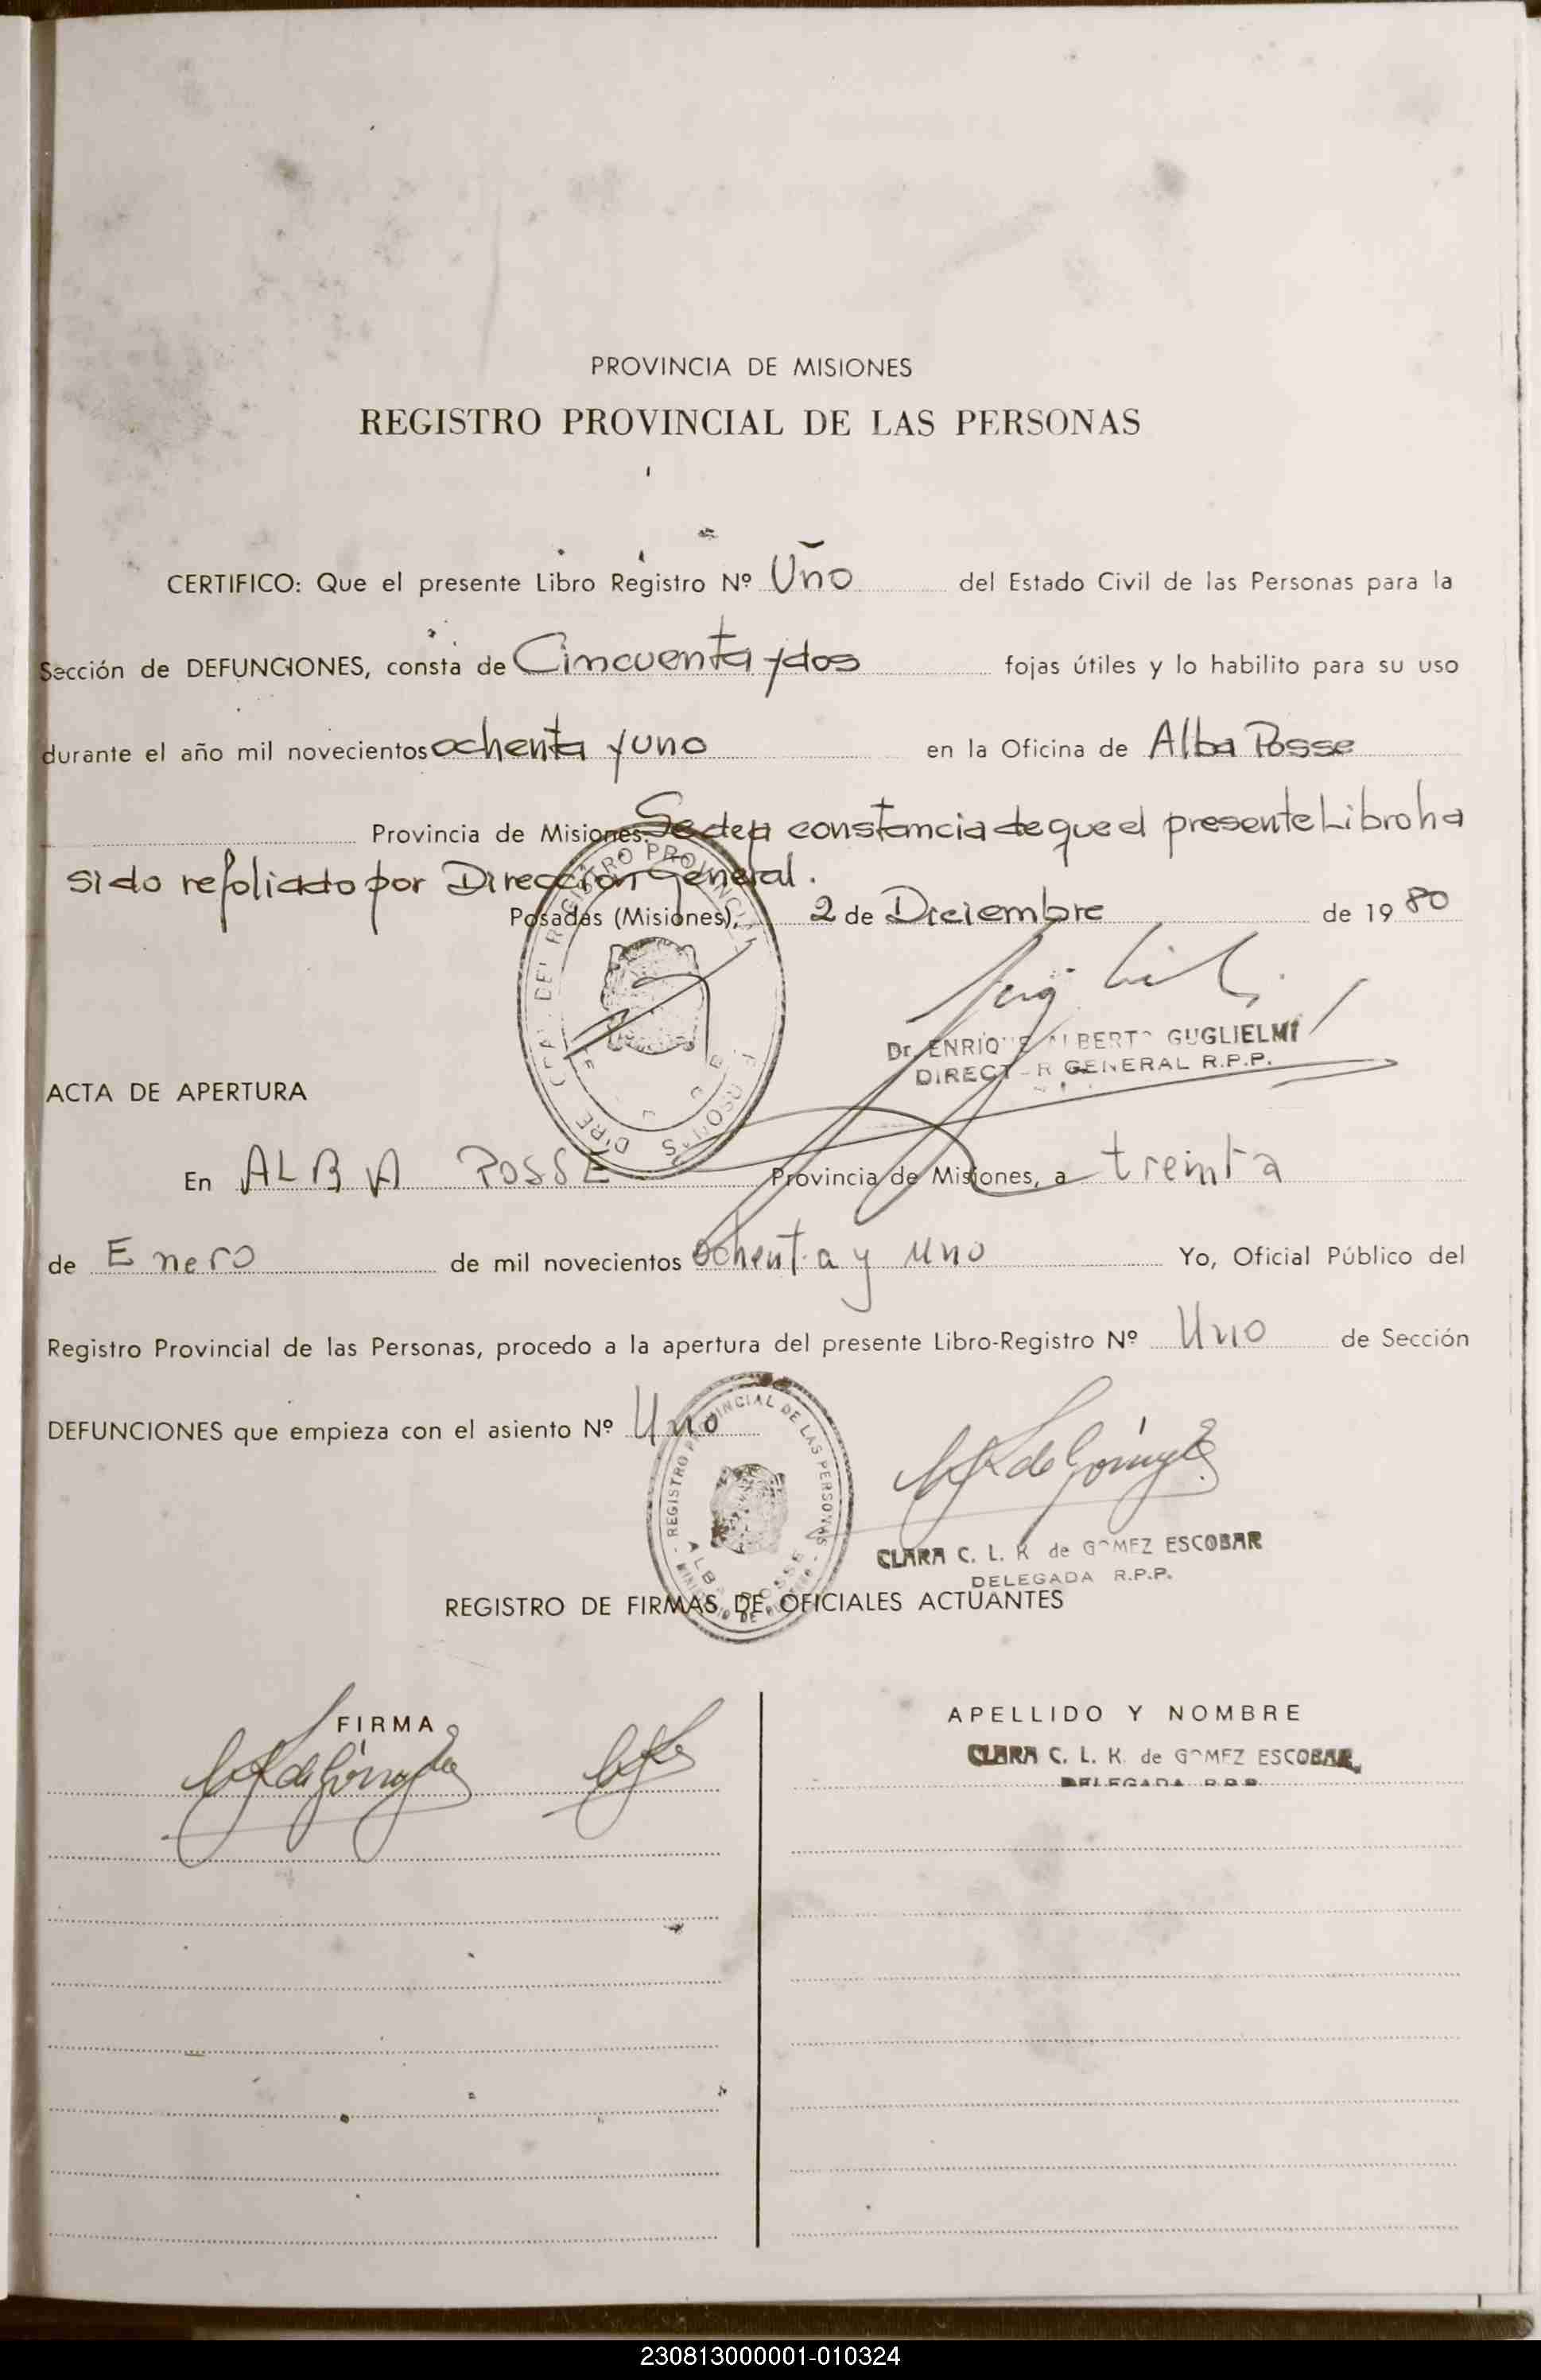 PROVINCIA DE MISIONES
REGISTRO PROVINCIAL DE LAS PERSONAS
CERTIFICO: Que el presente Libro Registro Nº Uno del Estado Civil de las Personas para la
Sección de DEFUNCIONES, consta de Cincuenta y dos fojas útiles y lo habilito para su uso
durante el año mil novecientos ochenta y uno en la Oficina de Alba Posse
Provincia de Misiones. Se deja constancia de que el presente Libro ha
sido refoliado por Dirección General.
Posadas (Misiones), 2 de Diciembre de 1980
Dr. ENRIQUE ALBERTO GUGLIELMI
DIRECTOR GENERAL R.P.P.
ACTA DE APERTURA
En ALBA POSSE Provincia de Misiones, a treinta
de Enero de mil novecientos ochenta y uno Yo, Oficial Público del
Registro Provincial de las Personas, procedo a la apertura del presente Libro-Registro Nº Uno de Sección
DEFUNCIONES que empieza con el asiento Nº Uno
REGISTRO PROVINCIAL DE LAS PERSONAS
ALBA POSSE
CLARA C. L. K de GOMEZ ESCOBAR
DELEGADA R.P.P.
REGISTRO DE FIRMAS DE OFICIALES ACTUANTES
FIRMA
APELLIDO Y NOMBRE
CLARA C. L. K. de GOMEZ ESCOBAR
DELEGADA R.P.P.
230813000001-010324